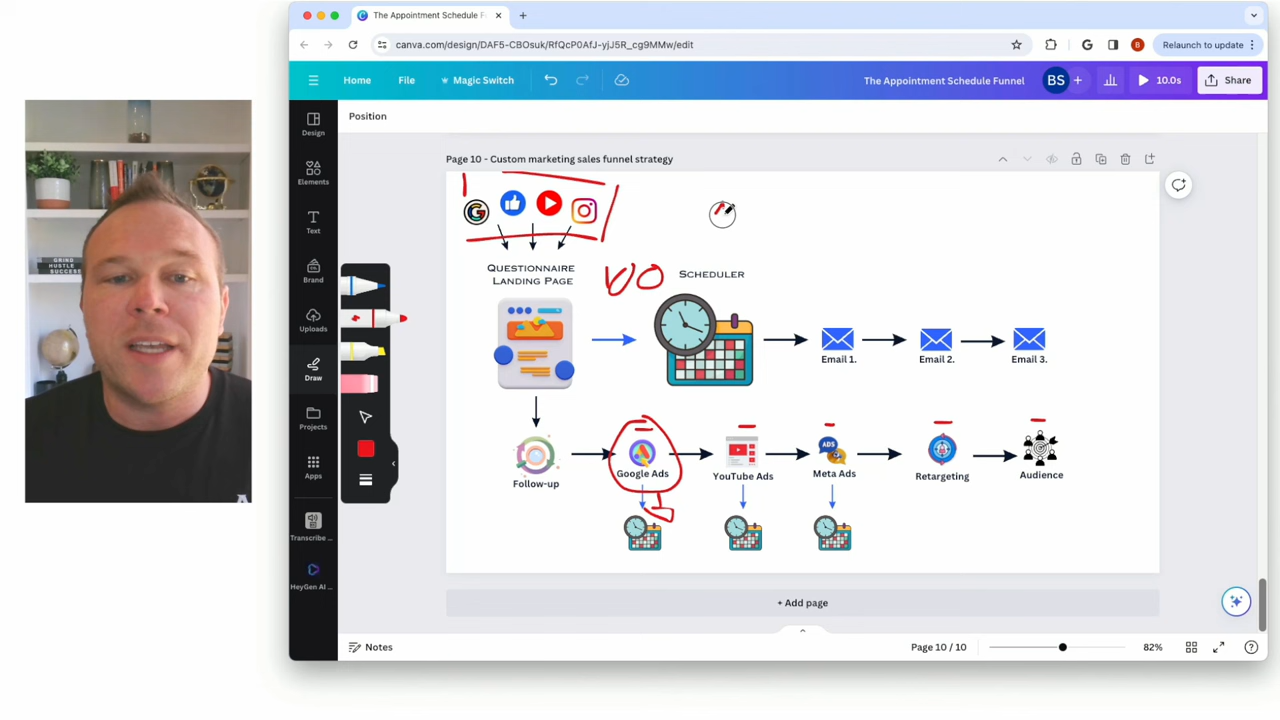 The Appointment Schedule F
canva.com/design/DAF5-CBOsuk/RfQcP0AfJ-yjJ5R_cg9MMw/edit
B
Relaunch to update
Home
File
Magic Switch
The Appointment Schedule Funnel
BS
+
10.0s
Share
Position
Design
Elements
Text
Brand
Uploads
Draw
Projects
Apps
Transcribe ...
HeyGen AI ...
Page 10 - Custom marketing sales funnel strategy
Questionnaire
Landing Page
Scheduler
Email 1.
Email 2.
Email 3.
Follow-up
Google Ads
YouTube Ads
Meta Ads
ADS
Retargeting
Audience
+ Add page
Notes
Page 10 / 10
82%
GRIND
HUSTLE
SUCCESS